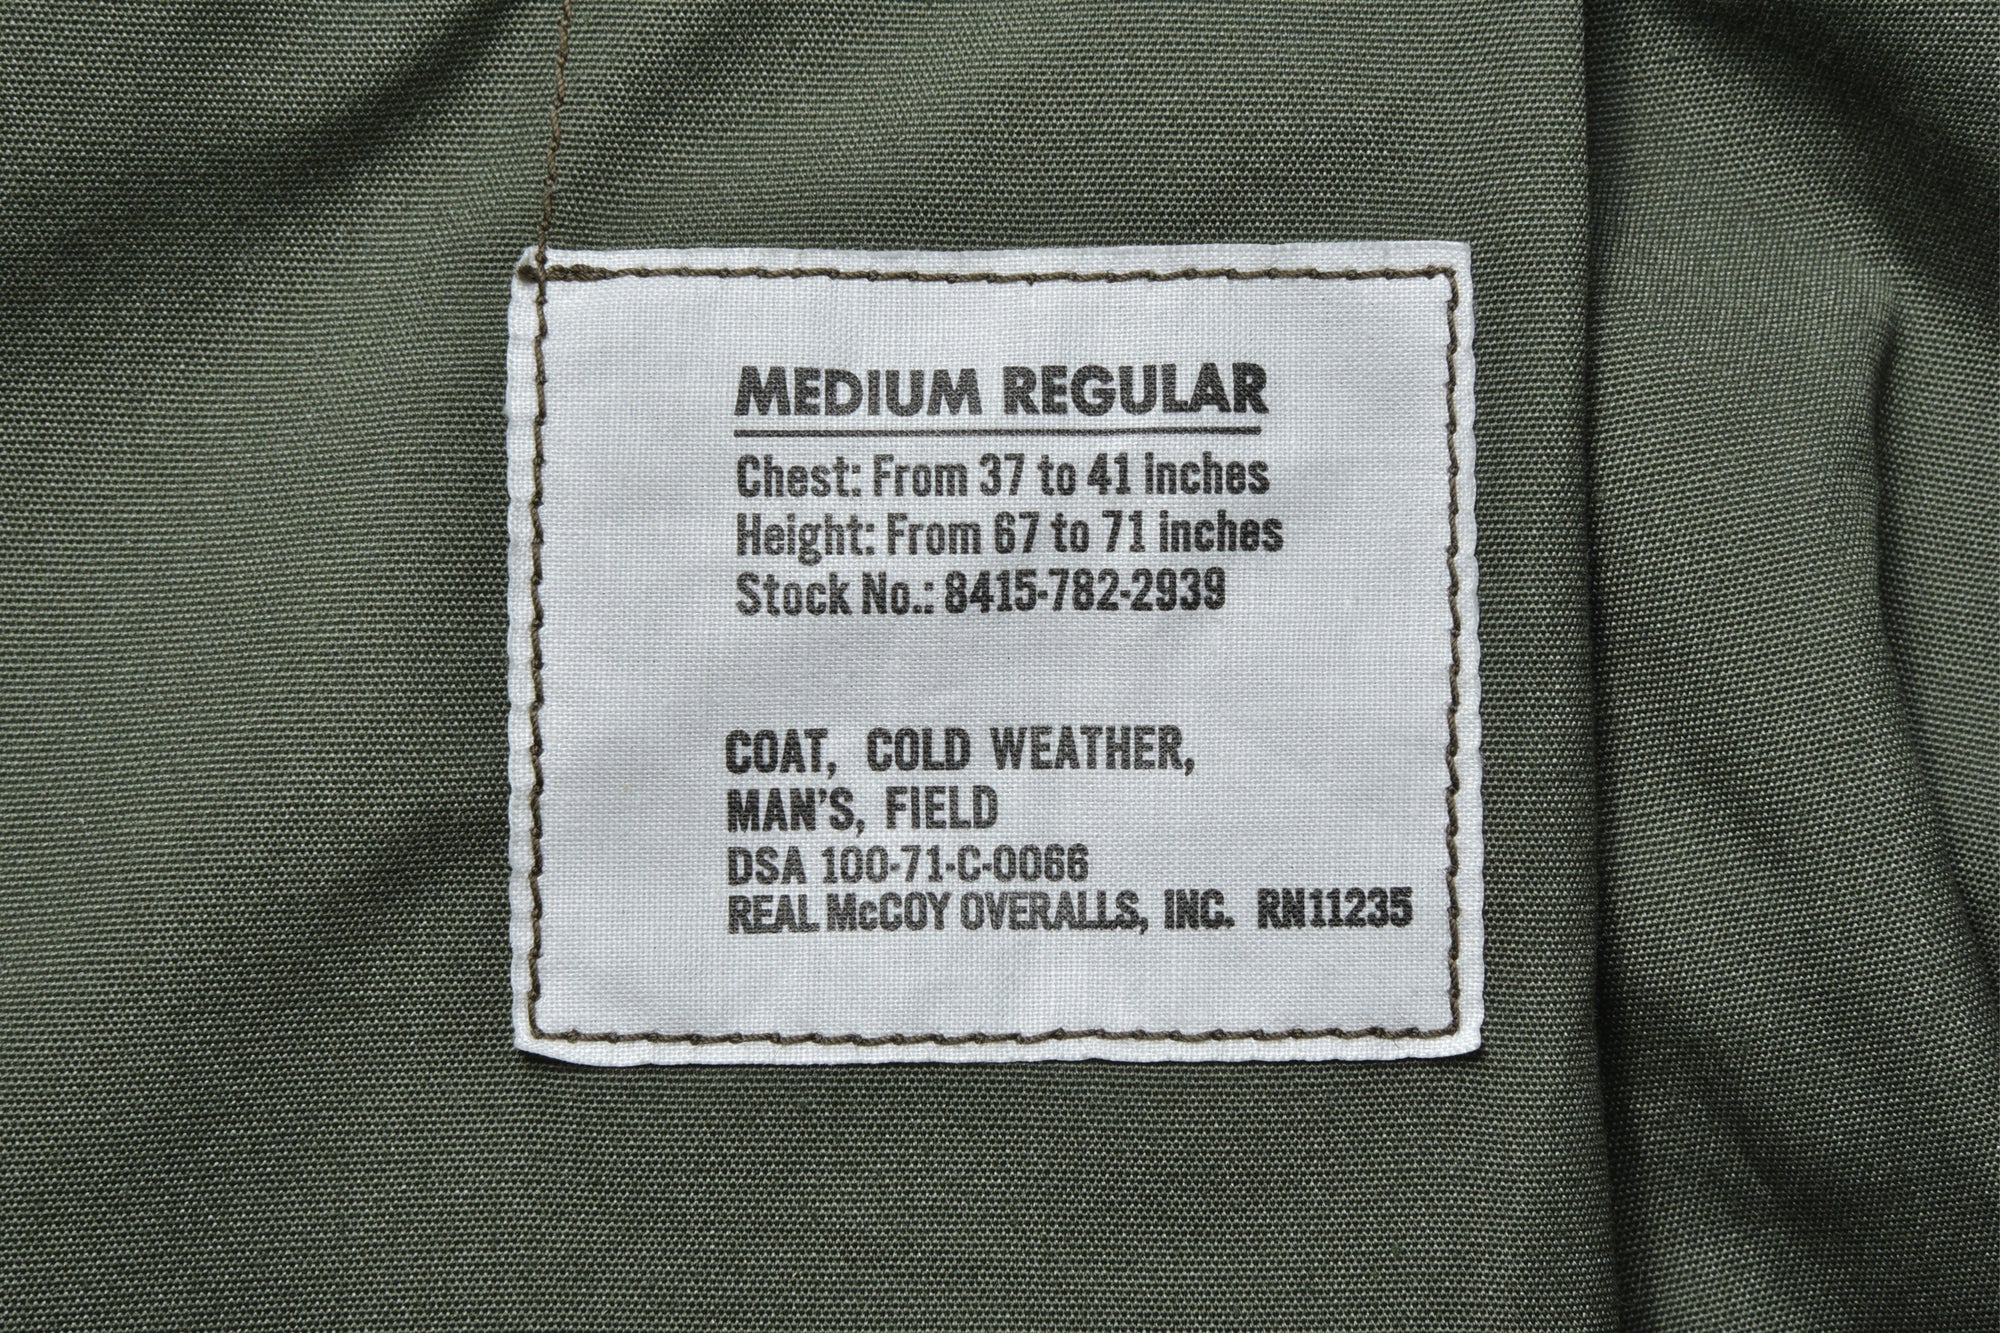 MEDIUM REGULAR
Chest: From 37 to 41 inches
Height: From 67 to 71 inches
Stock No.: 8415-782-2939
COAT, COLD WEATHER,
MAN'S, FIELD
DSA 100-71-C-0066
REAL McCOY OVERALLS, INC. RN11235